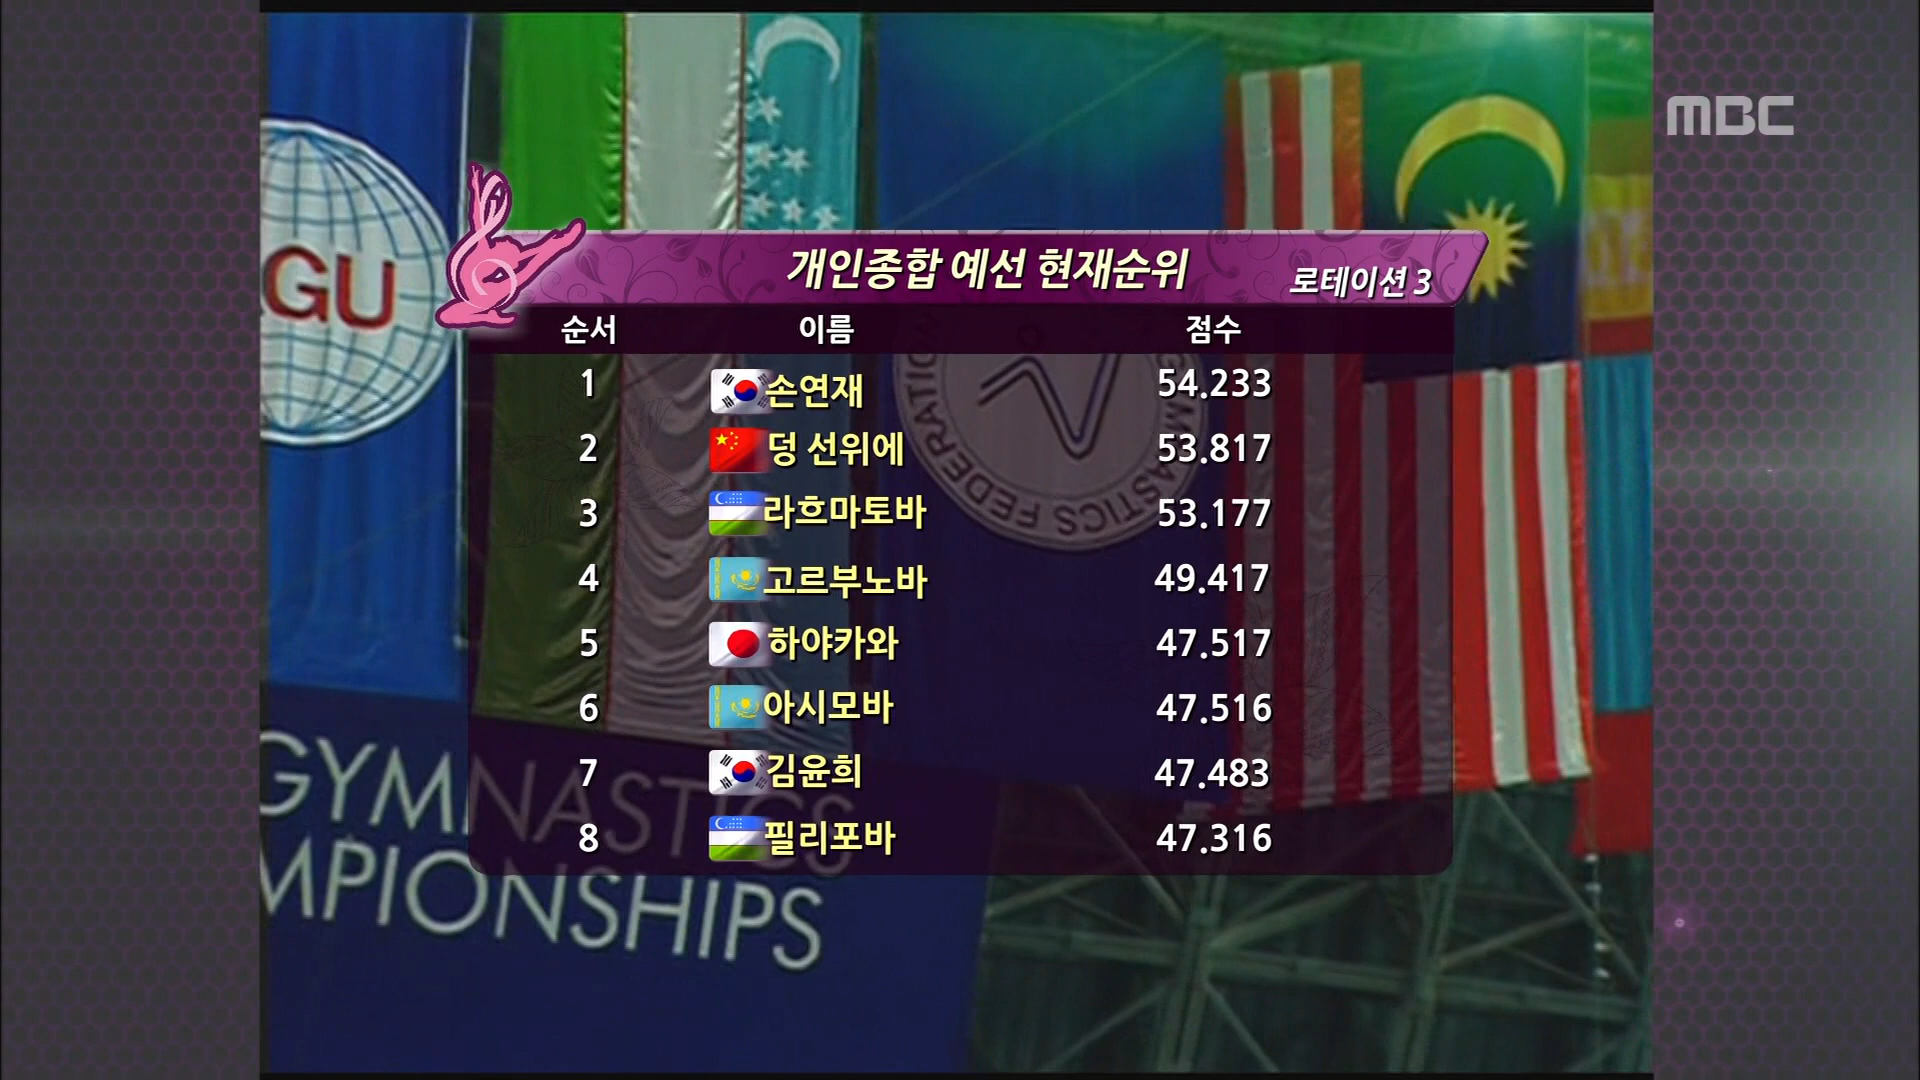 MBC
GU
개인종합 예선 현재순위
로테이션 3
순서 이름 점수
1 손연재 54.233
2 덩 선위에 53.817
3 라흐마토바 53.177
4 고르부노바 49.417
5 하야카와 47.517
6 아시모바 47.516
7 김윤희 47.483
8 필리포바 47.316
GYMNASTICS
MPIONSHIPS
FEDERATION